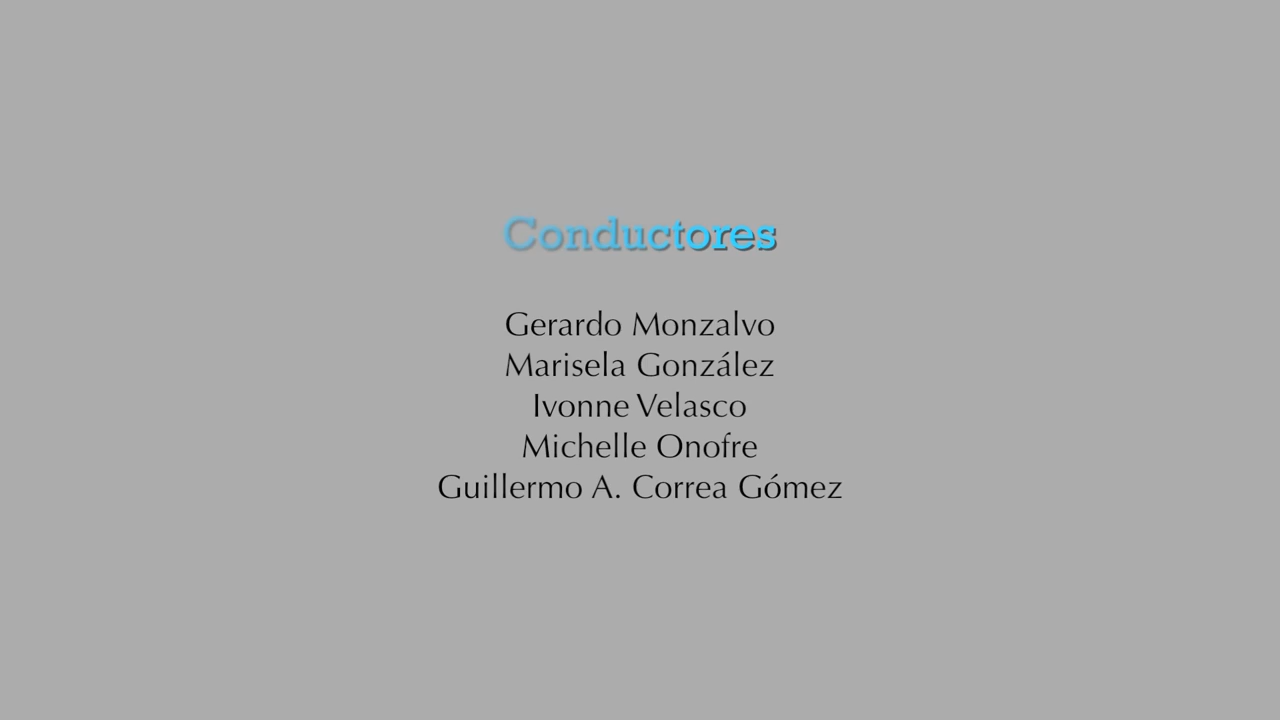 Conductores
Gerardo Monzalvo
Marisela González
Ivonne Velasco
Michelle Onofre
Guillermo A. Correa Gómez